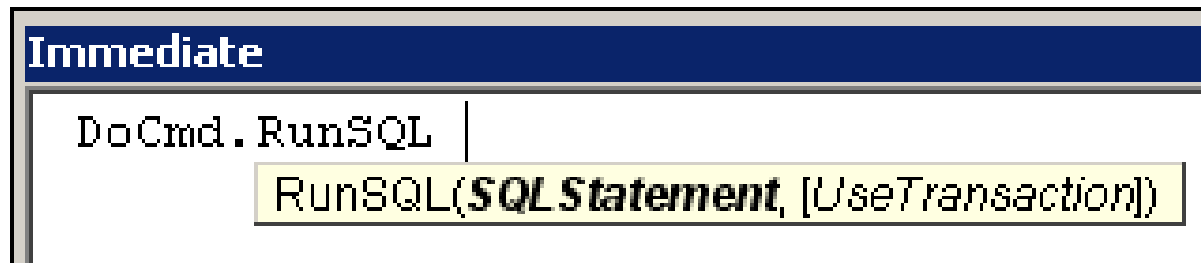 Immediate
DoCmd.RunSQL
RunSQL(SQLStatement, [UseTransaction])